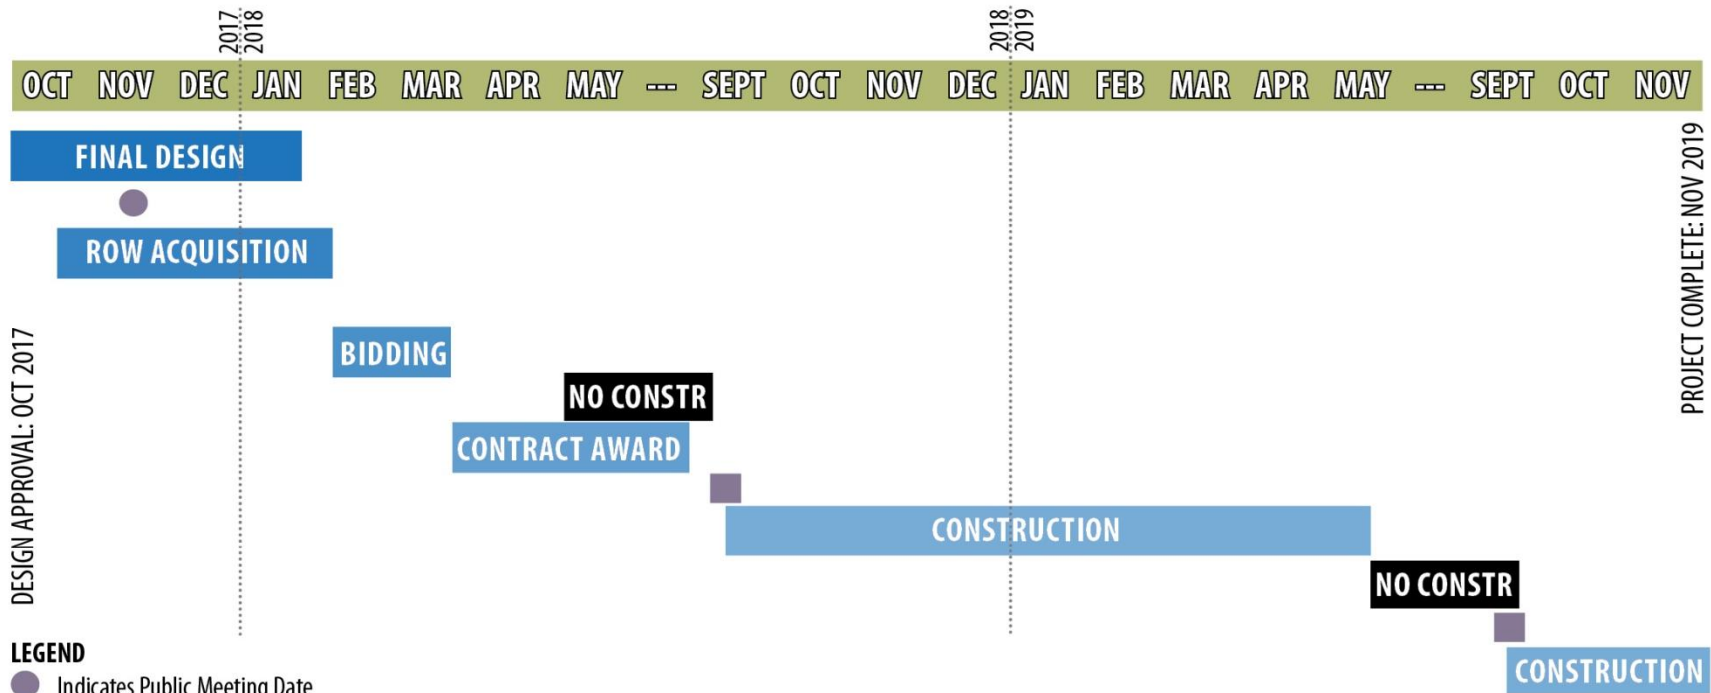 2017
2018
2018
2019
OCT NOV DEC JAN FEB MAR APR MAY --- SEPT OCT NOV DEC JAN FEB MAR APR MAY --- SEPT OCT NOV
FINAL DESIGN
ROW ACQUISITION
BIDDING
NO CONSTR
CONTRACT AWARD
CONSTRUCTION
NO CONSTR
CONSTRUCTION
DESIGN APPROVAL: OCT 2017
PROJECT COMPLETE: NOV 2019
LEGEND
Indicates Public Meeting Date